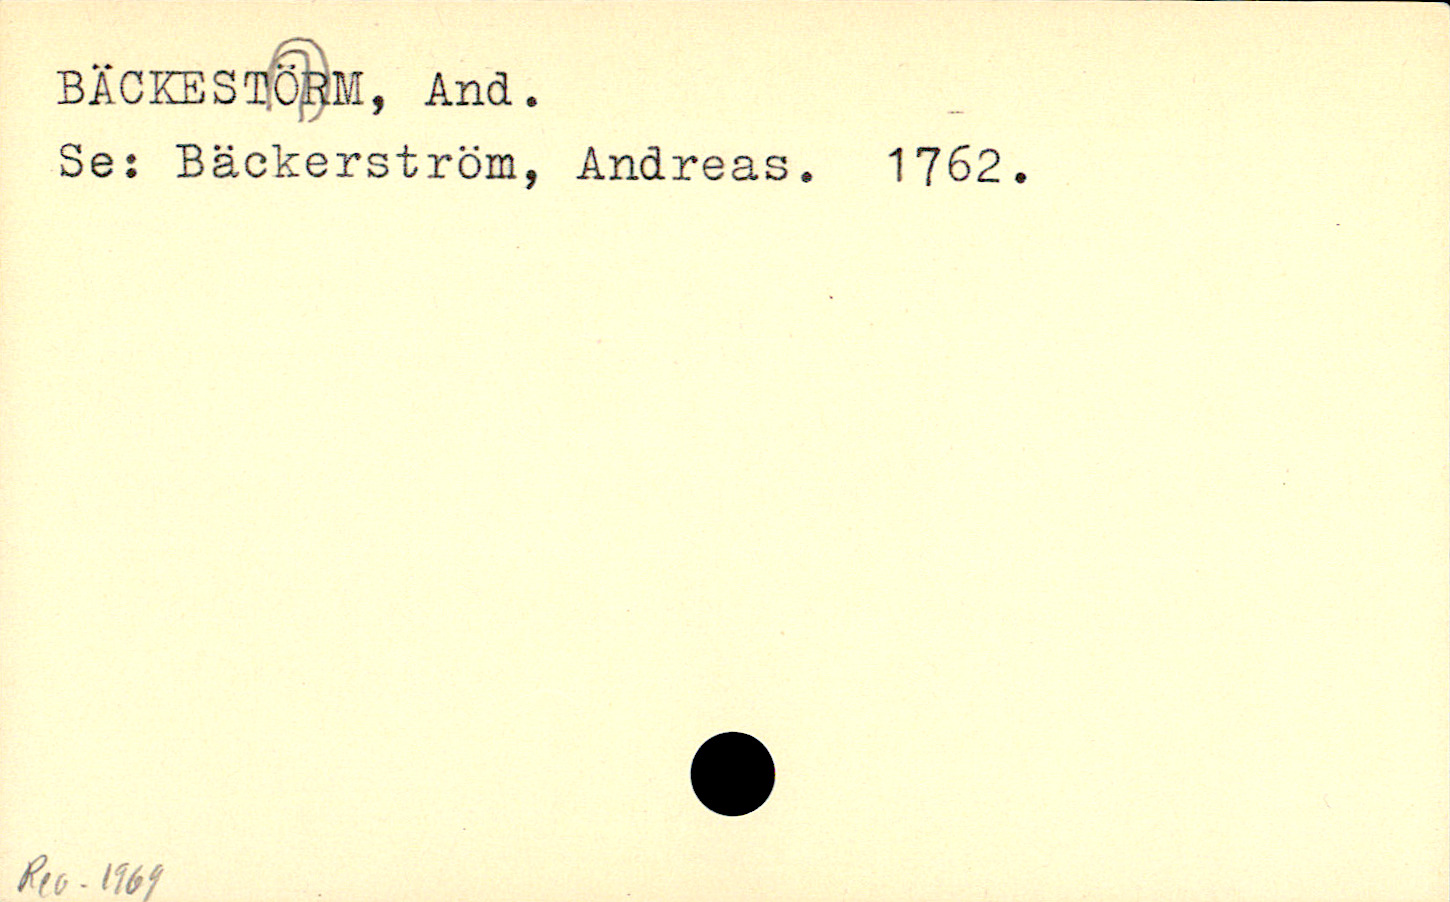 BÄCKESTÖRM, And.
Se: Bäckerström, Andreas. 1762.
Rev. 1969